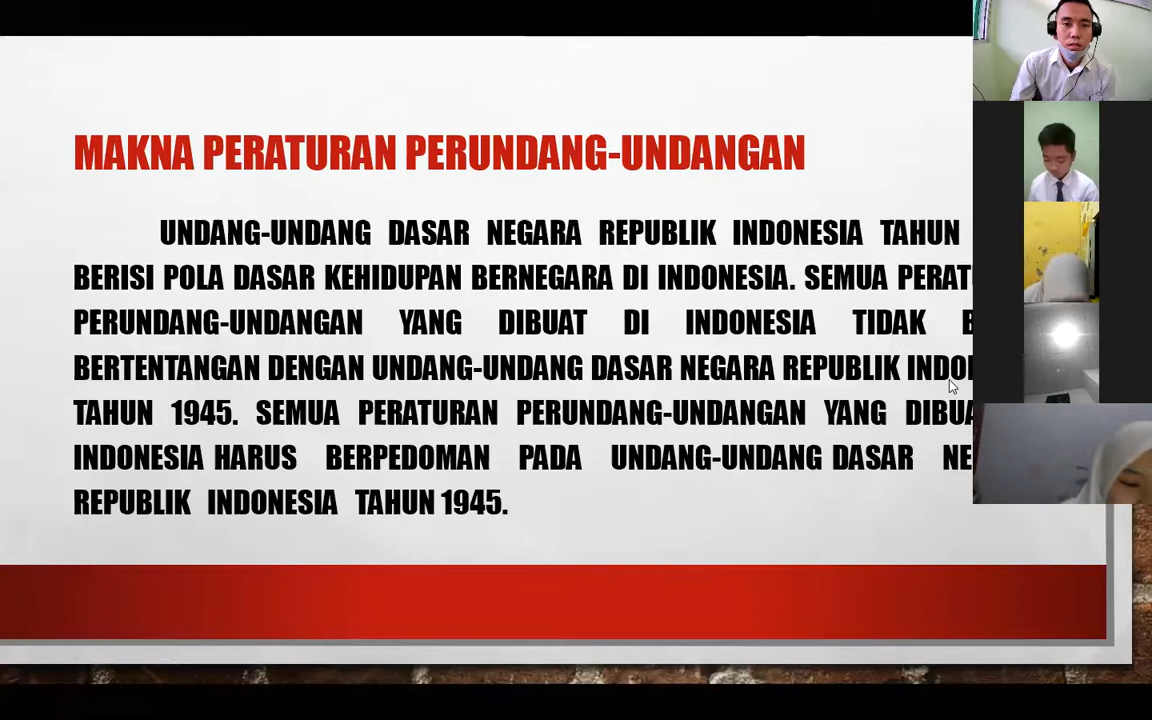 MAKNA PERATURAN PERUNDANG-UNDANGAN
UNDANG-UNDANG DASAR NEGARA REPUBLIK INDONESIA TAHUN
BERISI POLA DASAR KEHIDUPAN BERNEGARA DI INDONESIA. SEMUA
PERUNDANG-UNDANGAN YANG DIBUAT DI INDONESIA TIDAK
BERTENTANGAN DENGAN UNDANG-UNDANG DASAR NEGARA REPUBLIK
TAHUN 1945. SEMUA PERATURAN PERUNDANG-UNDANGAN YANG
INDONESIA HARUS BERPEDOMAN PADA UNDANG-UNDANG DASAR
REPUBLIK INDONESIA TAHUN 1945.